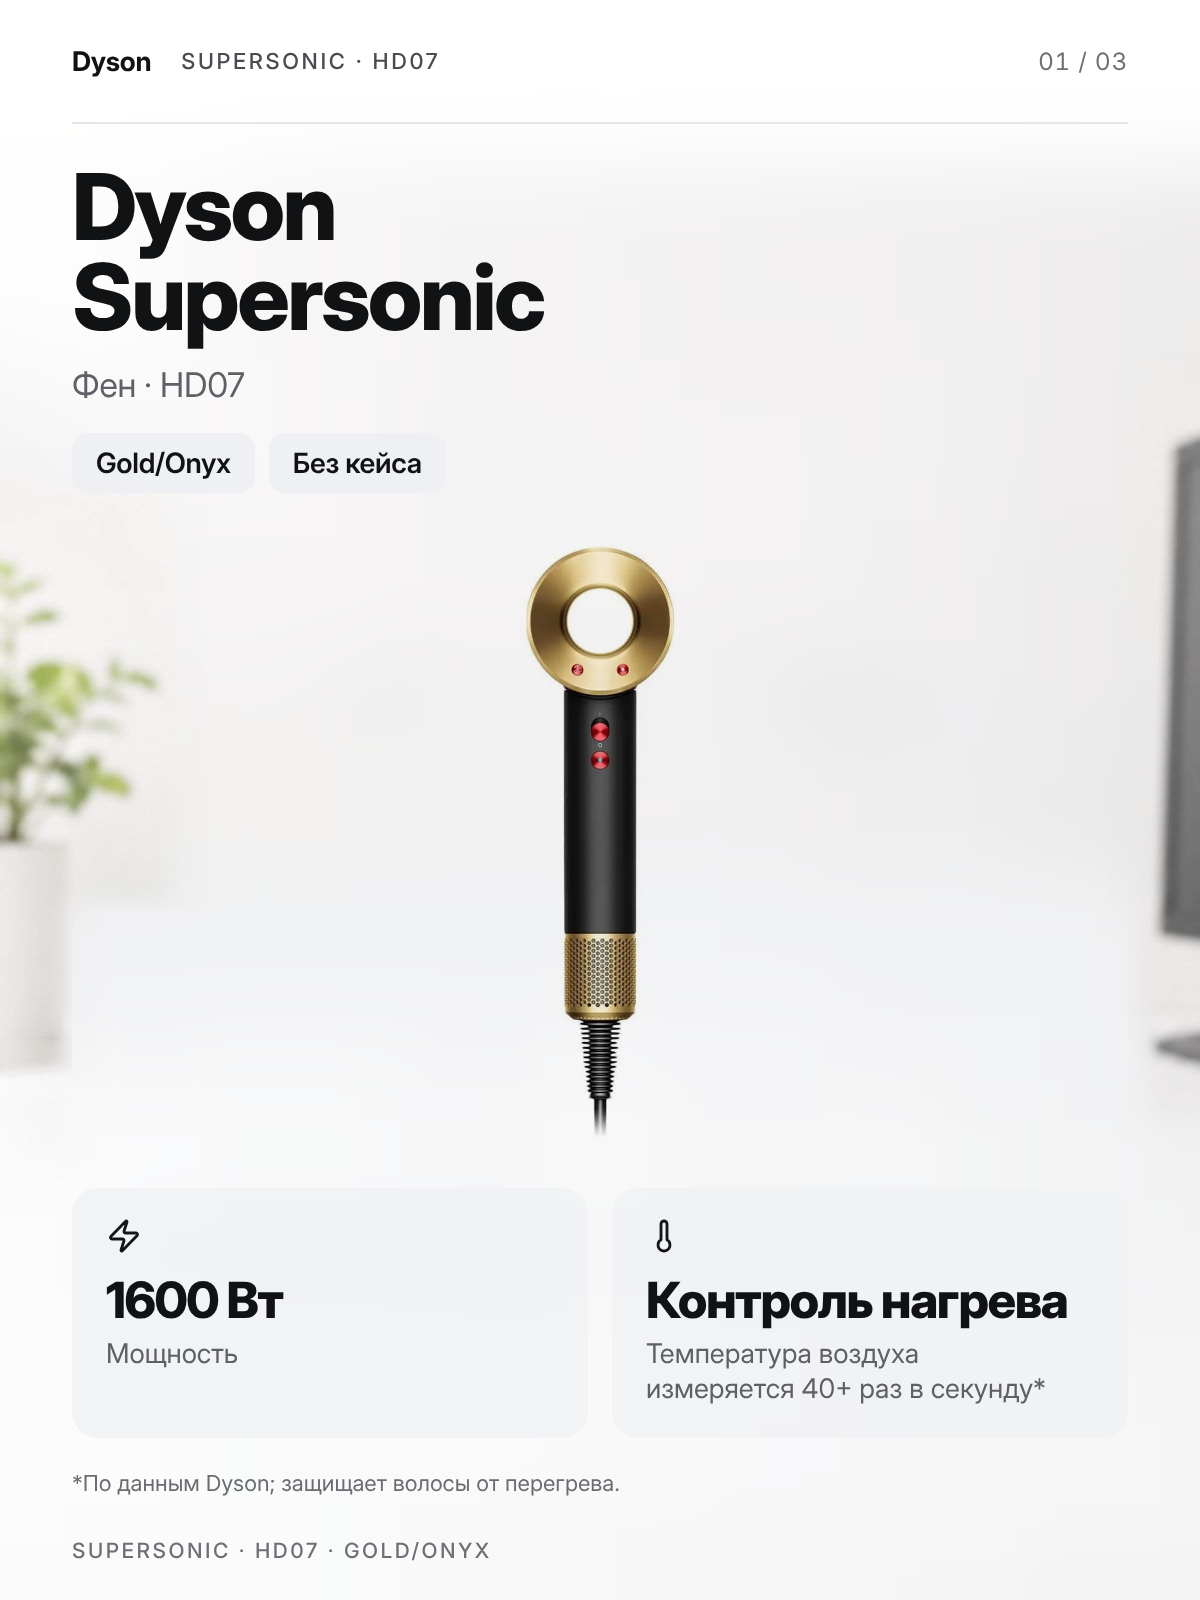 Dyson SUPERSONIC · HD07 01 / 03
Dyson
Supersonic
Фен · HD07
Gold/Onyx Без кейса
1600 Вт
Мощность
Контроль нагрева
Температура воздуха
измеряется 40+ раз в секунду*
*По данным Dyson; защищает волосы от перегрева.
SUPERSONIC · HD07 · GOLD/ONYX